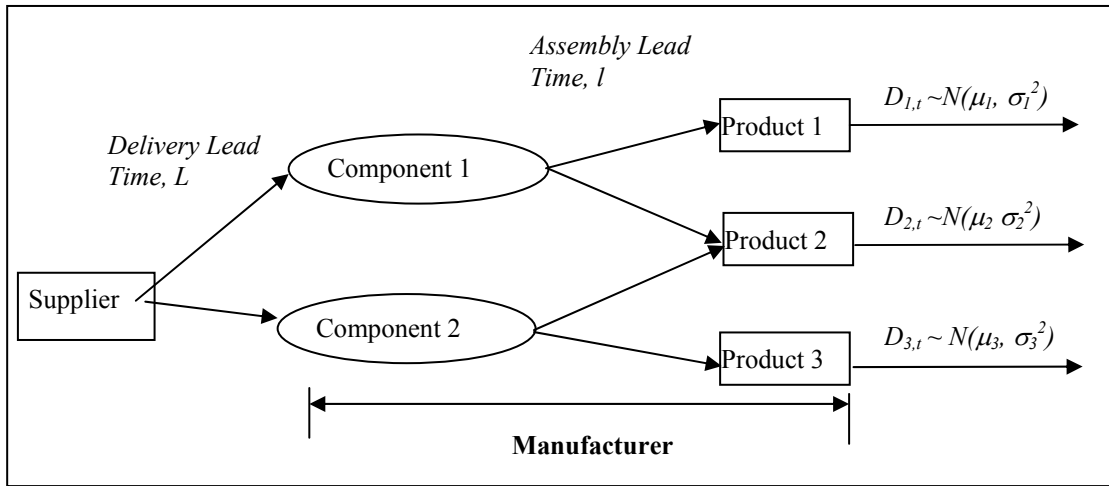 Assembly Lead
Time, l
D1,t ~N(μ1, σ1²)
Product 1
Delivery Lead
Time, L
Component 1
D2,t ~N(μ2 σ2²)
Product 2
Supplier
Component 2
D3,t ~ N(μ3, σ3²)
Product 3
Manufacturer